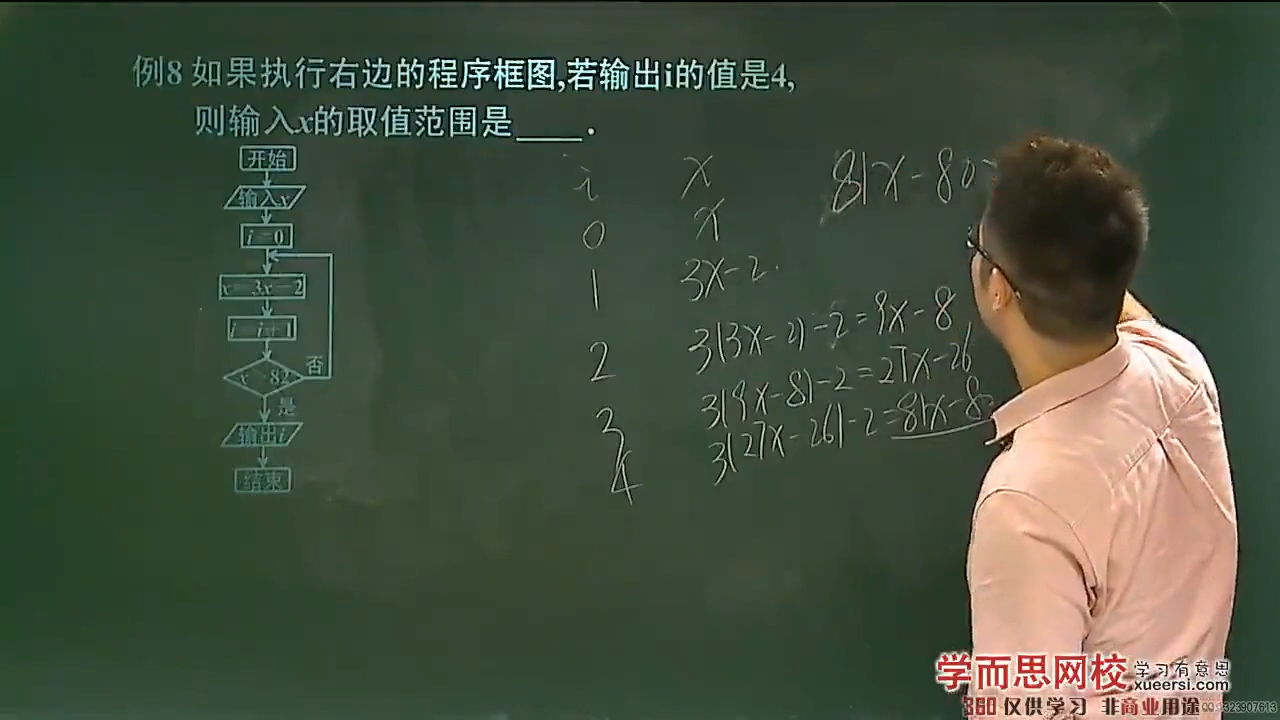 例8 如果执行右边的程序框图,若输出i的值是4,
则输入x的取值范围是____.
开始
输入x
i=0
x=3x-2
i=i+1
82
否
是
输出i
结束
i x 81x-80
0 x
1 3x-2
2 3(3x-2)-2=9x-8
3 3(9x-8)-2=27x-26
4 3(27x-26)-2=81x-80
学而思网校 学习有意思
xueersi.com
360 仅供学习 非商业用途